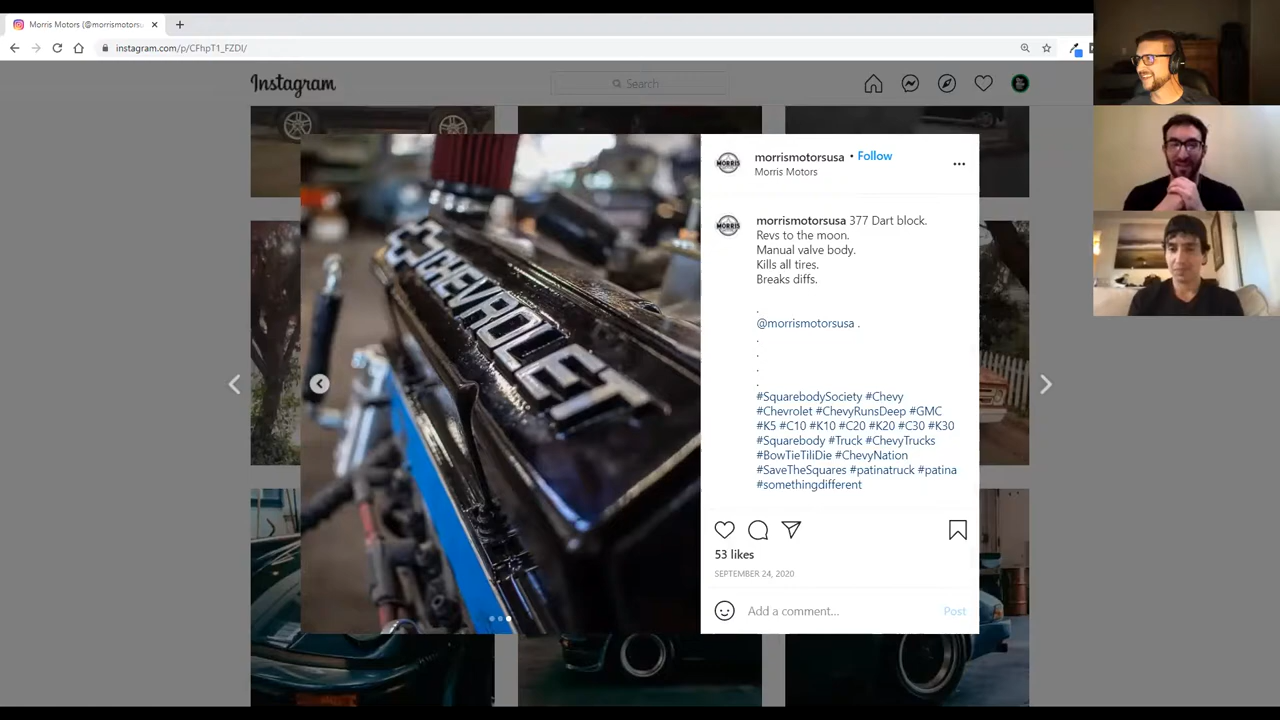 Morris Motors (@morrismotorsu
instagram.com/p/CFhpT1_FZDI/
Instagram
Search
morrismotorsusa • Follow
Morris Motors
MORRIS
CHEVROLET
morrismotorsusa 377 Dart block.
Revs to the moon.
Manual valve body.
Kills all tires.
Breaks diffs.
.
@morrismotorsusa .
.
.
.
.
#SquarebodySociety #Chevy
#Chevrolet #ChevyRunsDeep #GMC
#K5 #C10 #K10 #C20 #K20 #C30 #K30
#Squarebody #Truck #ChevyTrucks
#BowTieTiliDie #ChevyNation
#SaveTheSquares #patinatruck #patina
#somethingdifferent
53 likes
SEPTEMBER 24, 2020
Add a comment... Post